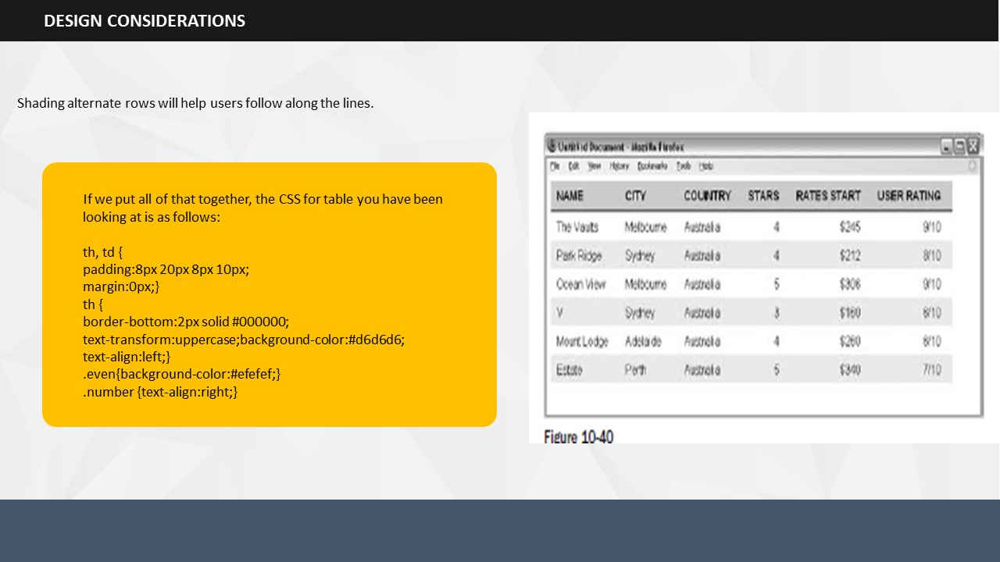 DESIGN CONSIDERATIONS
Shading alternate rows will help users follow along the lines.
If we put all of that together, the CSS for table you have been
looking at is as follows:
th, td {
padding:8px 20px 8px 10px;
margin:0px;}
th {
border-bottom:2px solid #000000;
text-transform:uppercase;background-color:#d6d6d6;
text-align:left;}
.even{background-color:#efefef;}
.number {text-align:right;}
Untitled Document - Mozilla Firefox
File Edit View History Bookmarks Tools Help
NAME CITY COUNTRY STARS RATES START USER RATING
The Vaults Melbourne Australia 4 $245 9/10
Park Ridge Sydney Australia 4 $212 8/10
Ocean View Melbourne Australia 5 $306 9/10
V Sydney Australia 3 $160 6/10
Mount Lodge Adelaide Australia 4 $260 6/10
Estate Perth Australia 5 $340 7/10
Figure 10-40